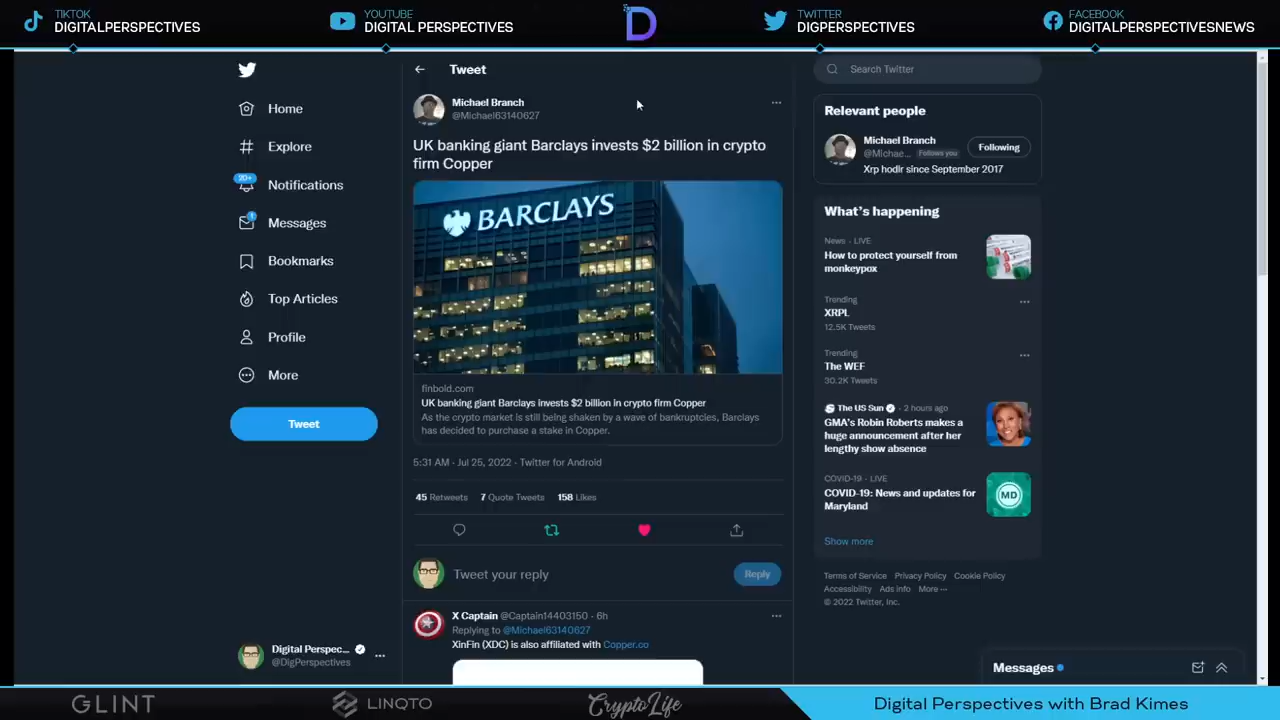 TIKTOK
DIGITALPERSPECTIVES
YOUTUBE
DIGITAL PERSPECTIVES
D
TWITTER
DIGPERSPECTIVES
FACEBOOK
DIGITALPERSPECTIVESNEWS
Home
Explore
20+
Notifications
1
Messages
Bookmarks
Top Articles
Profile
More
Tweet
Digital Perspec...
@DigPerspectives
Tweet
Michael Branch
@Michael63140627
UK banking giant Barclays invests $2 billion in crypto
firm Copper
BARCLAYS
finbold.com
UK banking giant Barclays invests $2 billion in crypto firm Copper
As the crypto market is still being shaken by a wave of bankruptcies, Barclays
has decided to purchase a stake in Copper.
5:31 AM · Jul 25, 2022 · Twitter for Android
45 Retweets 7 Quote Tweets 158 Likes
Tweet your reply
Reply
X Captain @Captain14403150 · 6h
Replying to @Michael63140627
XinFin (XDC) is also affiliated with Copper.co
Search Twitter
Relevant people
Michael Branch
@Michae... Follows you
Following
Xrp hodlr since September 2017
What's happening
News · LIVE
How to protect yourself from
monkeypox
Trending
XRPL
12.5K Tweets
Trending
The WEF
30.2K Tweets
The US Sun · 2 hours ago
GMA's Robin Roberts makes a
huge announcement after her
lengthy show absence
COVID-19 · LIVE
COVID-19: News and updates for
Maryland
MD
Show more
Terms of Service Privacy Policy Cookie Policy
Accessibility Ads info More ···
© 2022 Twitter, Inc.
Messages
GLINT
LINQTO
CryptoLife
Digital Perspectives with Brad Kimes